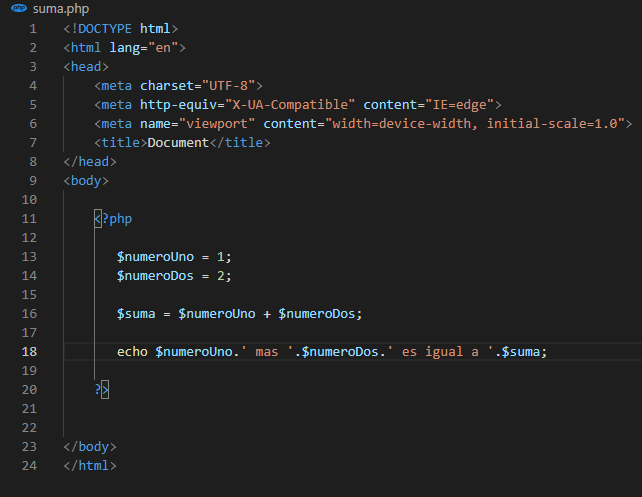 php suma.php
1 <!DOCTYPE html>
2 <html lang="en">
3 <head>
4 <meta charset="UTF-8">
5 <meta http-equiv="X-UA-Compatible" content="IE=edge">
6 <meta name="viewport" content="width=device-width, initial-scale=1.0">
7 <title>Document</title>
8 </head>
9 <body>
10
11 <?php
12
13 $numeroUno = 1;
14 $numeroDos = 2;
15
16 $suma = $numeroUno + $numeroDos;
17
18 echo $numeroUno.' mas '.$numeroDos.' es igual a '.$suma;
19
20 ?>
21
22
23 </body>
24 </html>